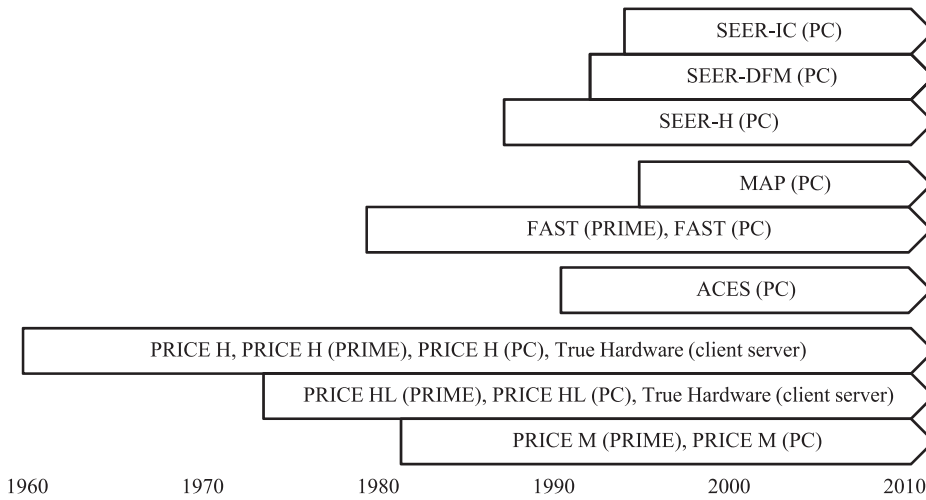 SEER-IC (PC)
SEER-DFM (PC)
SEER-H (PC)
MAP (PC)
FAST (PRIME), FAST (PC)
ACES (PC)
PRICE H, PRICE H (PRIME), PRICE H (PC), True Hardware (client server)
PRICE HL (PRIME), PRICE HL (PC), True Hardware (client server)
PRICE M (PRIME), PRICE M (PC)
1960 1970 1980 1990 2000 2010